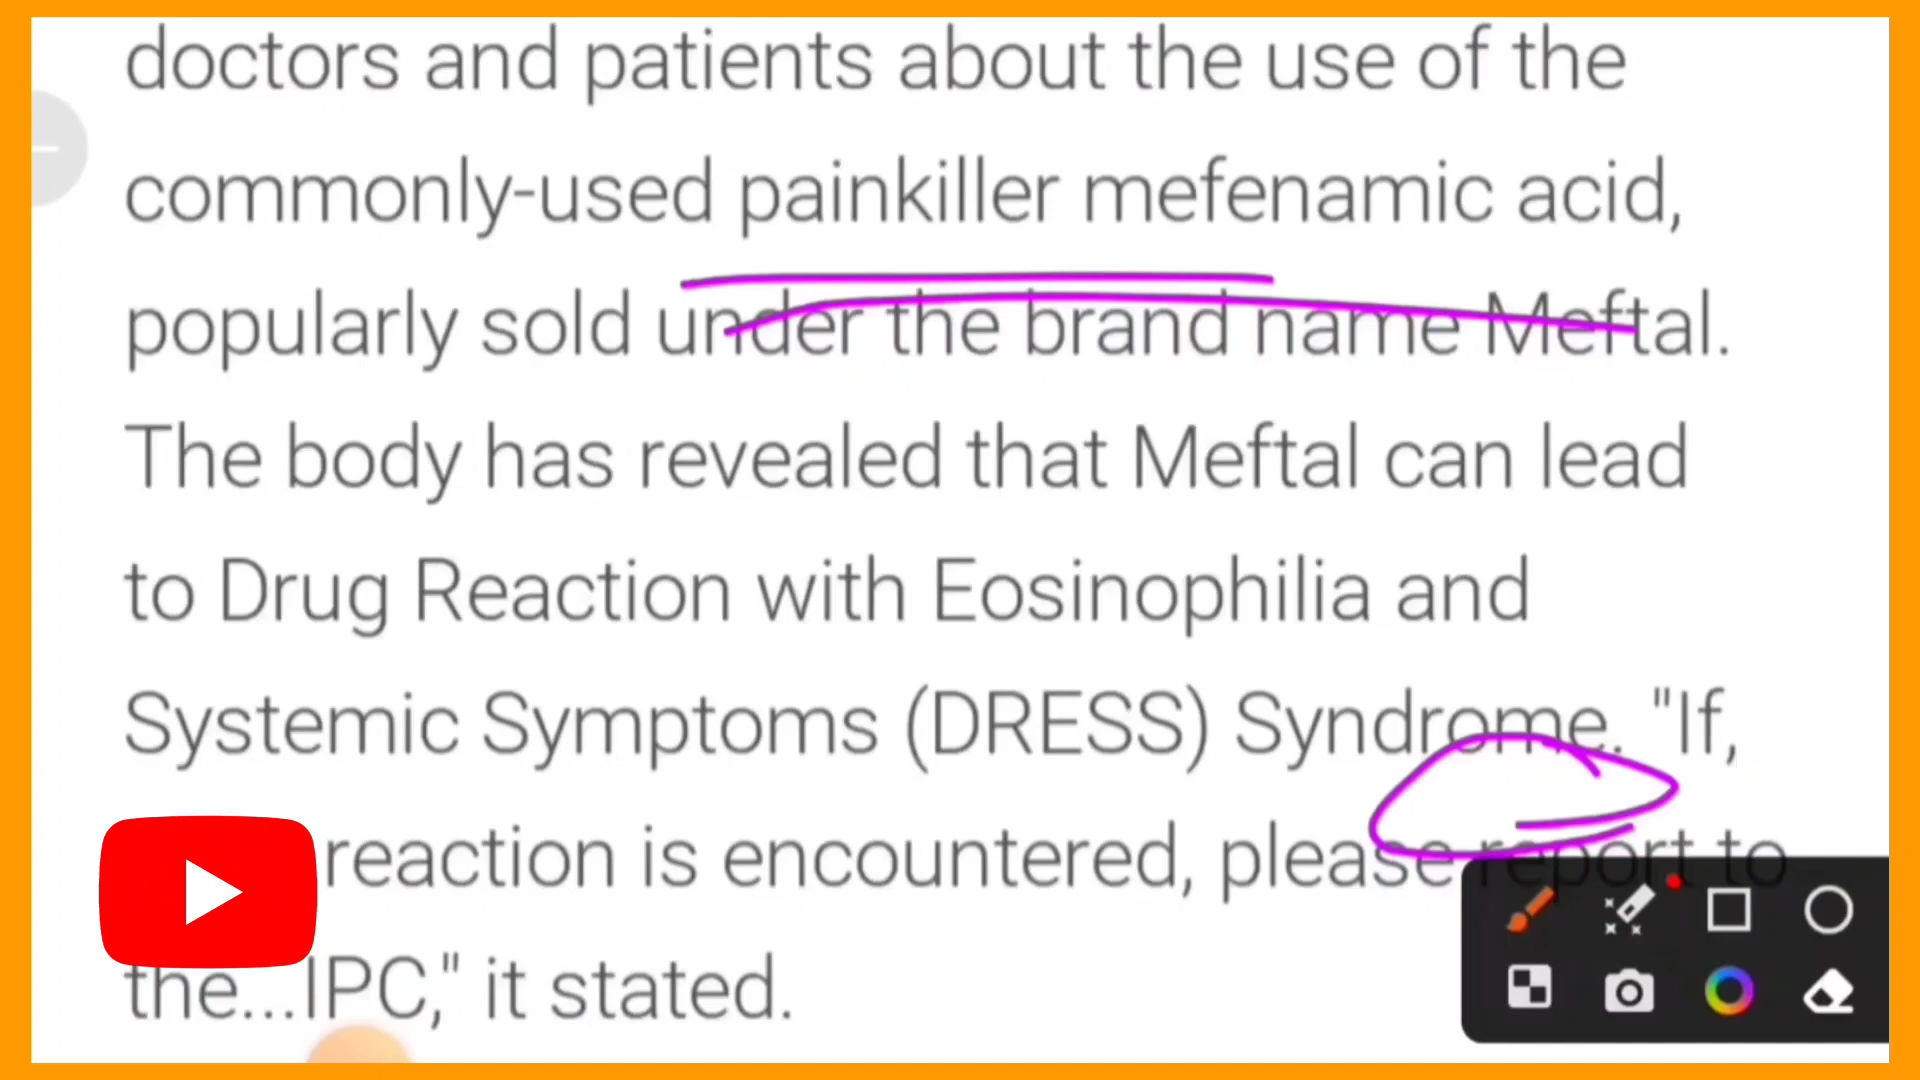 doctors and patients about the use of the
commonly-used painkiller mefenamic acid,
popularly sold under the brand name Meftal.
The body has revealed that Meftal can lead
to Drug Reaction with Eosinophilia and
Systemic Symptoms (DRESS) Syndrome. "If,
reaction is encountered, please report to
the...IPC," it stated.